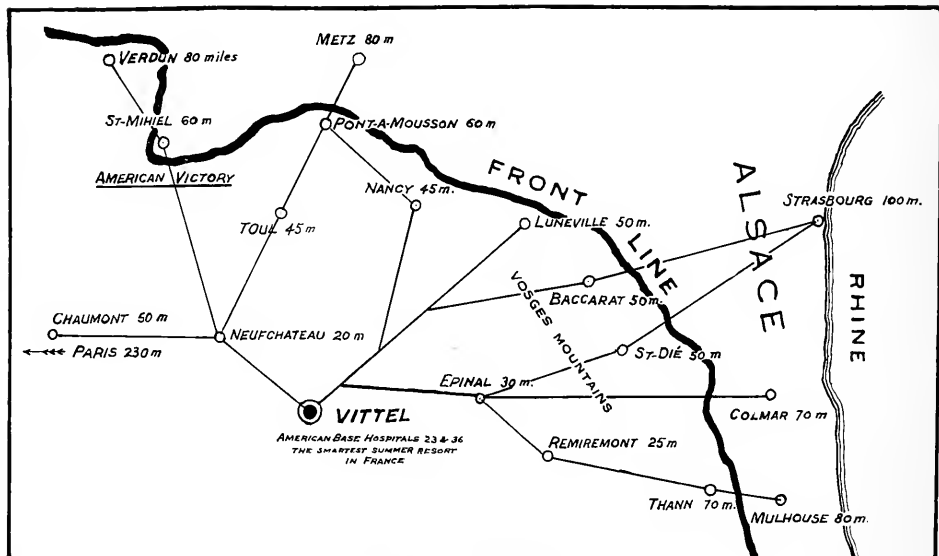 METZ 80 m
VERDUN 80 miles
ST-MIHIEL 60 m
PONT-A-MOUSSON 60 m
AMERICAN VICTORY
FRONT
LINE
ALSACE
NANCY 45 m.
STRASBOURG 100 m.
TOUL 45 m
LUNEVILLE 50 m.
RHINE
BACCARAT 50 m.
VOSGES MOUNTAINS
CHAUMONT 50 m
NEUFCHATEAU 20 m
PARIS 230 m
ST-DIÉ 50 m
EPINAL 30 m.
COLMAR 70 m
VITTEL
AMERICAN BASE HOSPITALS 23 & 36
THE SMARTEST SUMMER RESORT
IN FRANCE
REMIREMONT 25 m
THANN 70 m.
MULHOUSE 80 m.